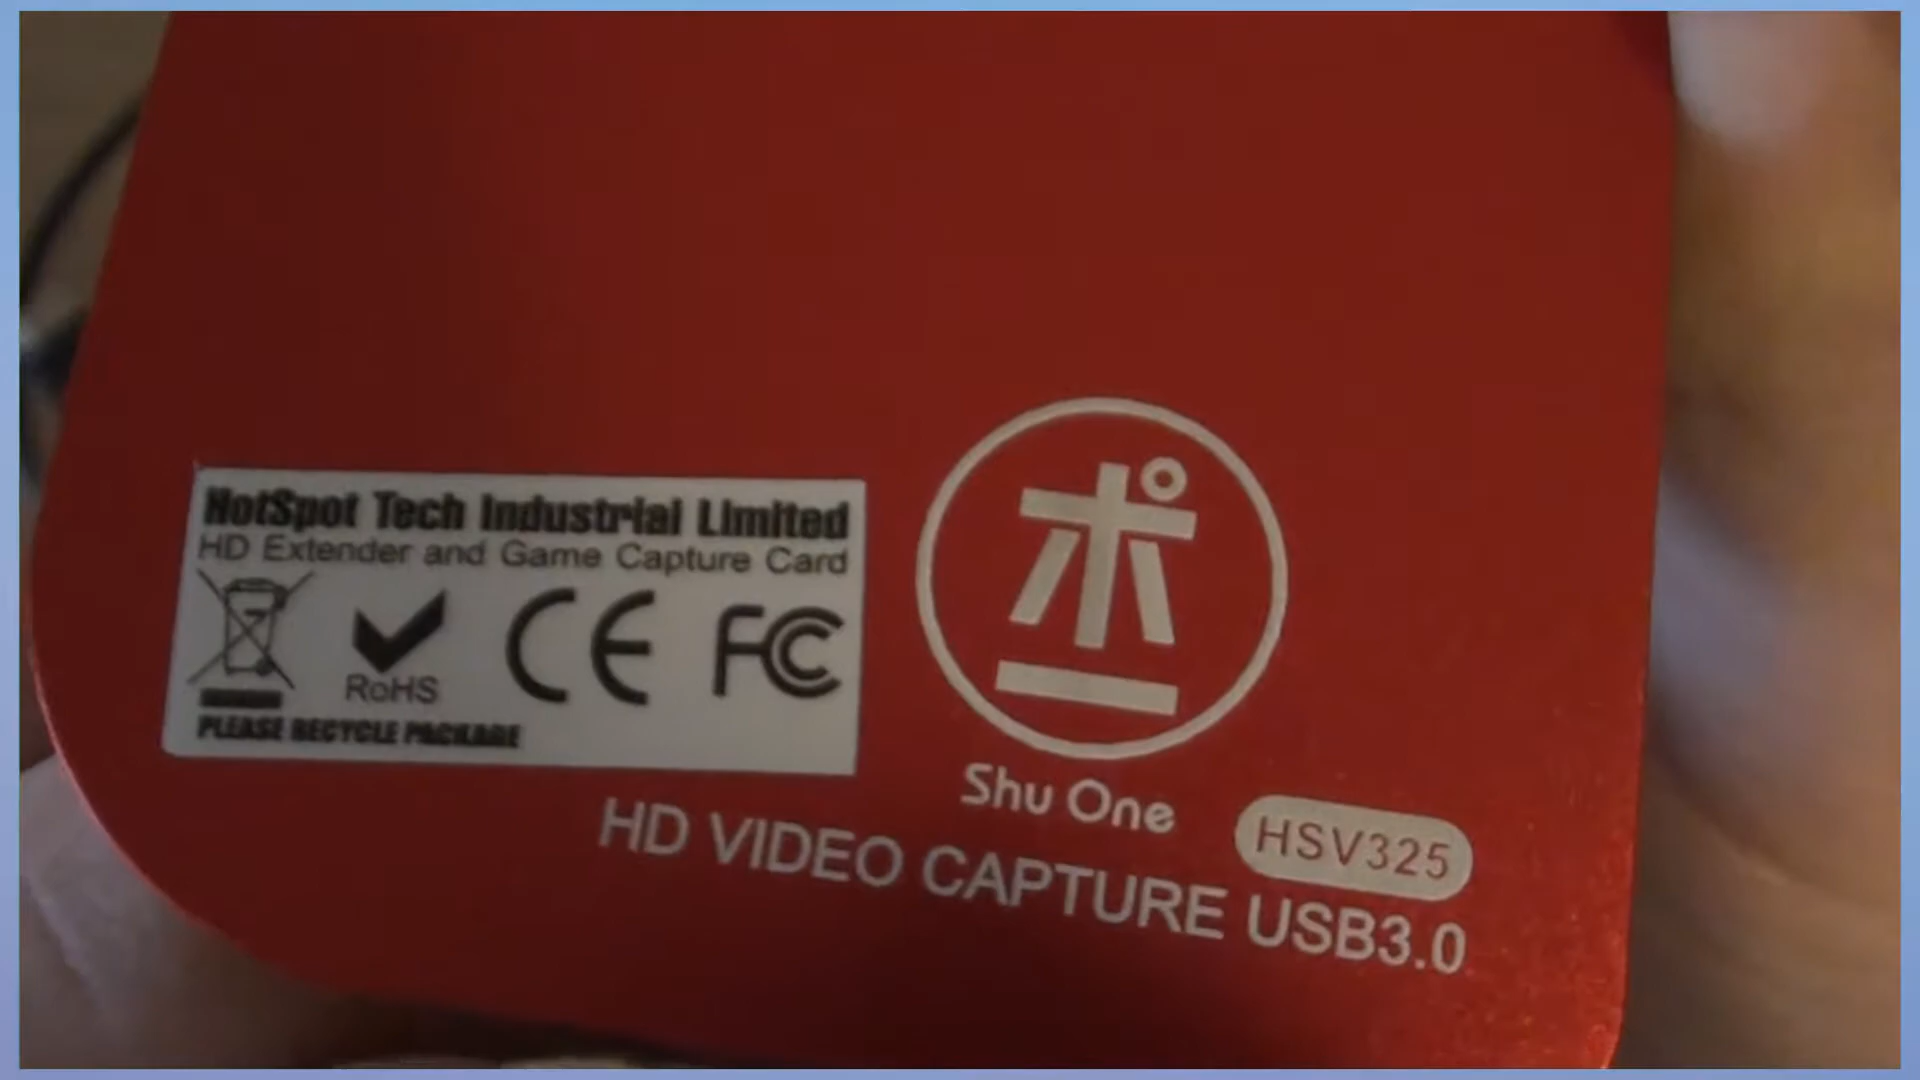 HotSpot Tech Industrial Limited
HD Extender and Game Capture Card
RoHS
CE
FC
PLEASE RECYCLE PACKAGE
ポ
Shu One
HSV325
HD VIDEO CAPTURE USB3.0